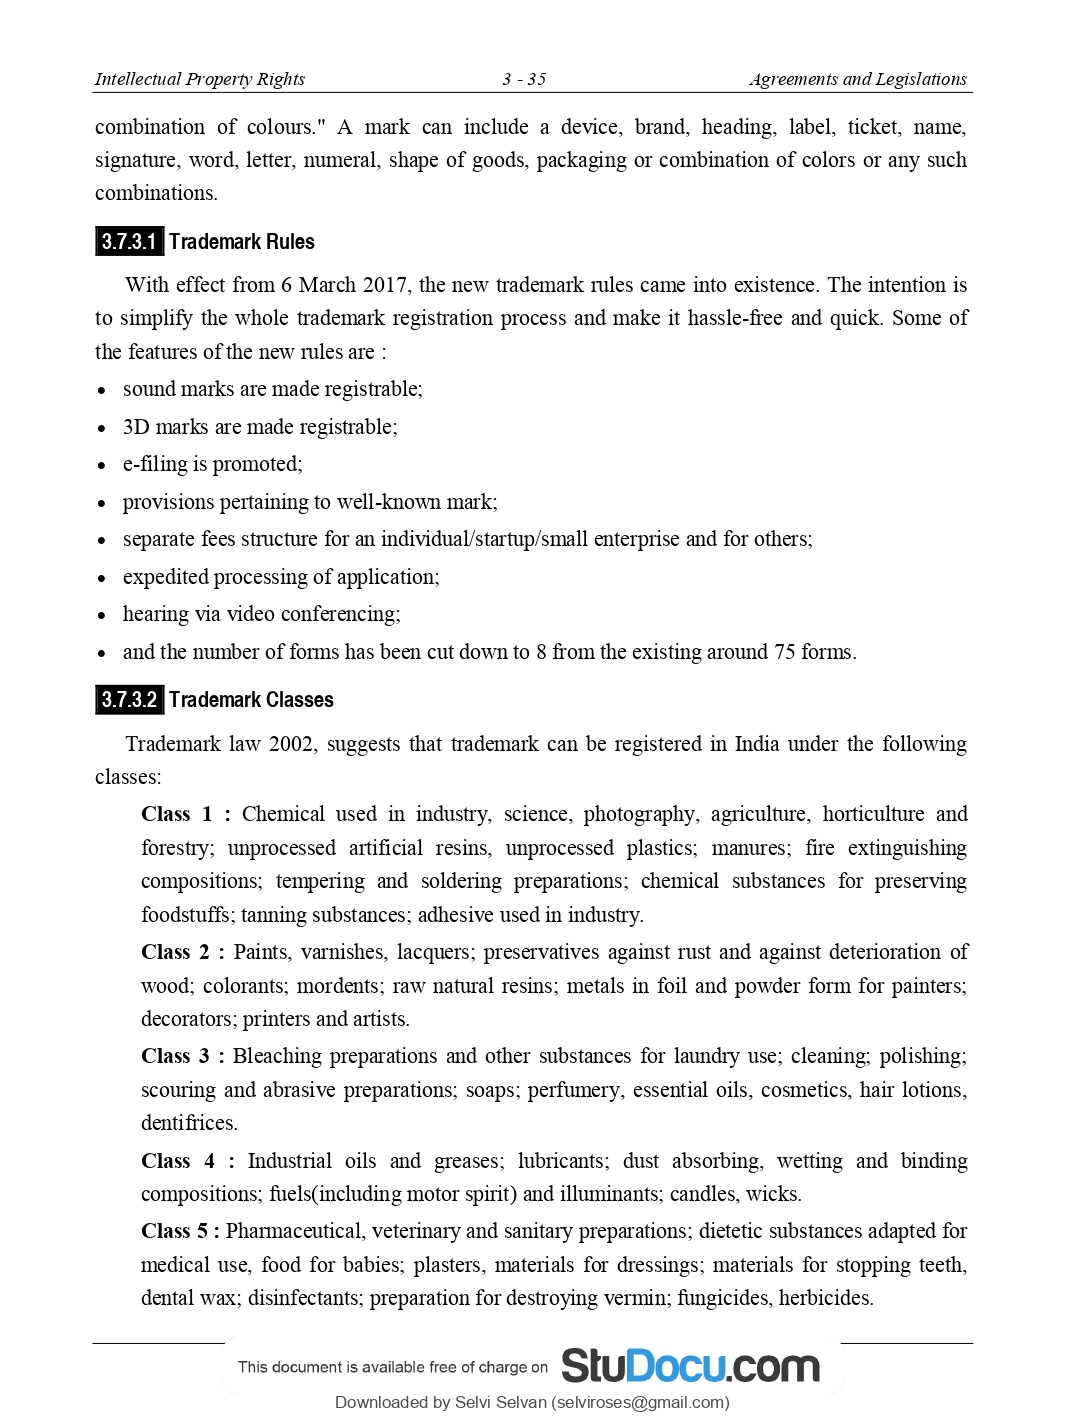 Intellectual Property Rights 3 - 35 Agreements and Legislations
combination of colours." A mark can include a device, brand, heading, label, ticket, name,
signature, word, letter, numeral, shape of goods, packaging or combination of colors or any such
combinations.
3.7.3.1 Trademark Rules
With effect from 6 March 2017, the new trademark rules came into existence. The intention is
to simplify the whole trademark registration process and make it hassle-free and quick. Some of
the features of the new rules are :
• sound marks are made registrable;
• 3D marks are made registrable;
• e-filing is promoted;
• provisions pertaining to well-known mark;
• separate fees structure for an individual/startup/small enterprise and for others;
• expedited processing of application;
• hearing via video conferencing;
• and the number of forms has been cut down to 8 from the existing around 75 forms.
3.7.3.2 Trademark Classes
Trademark law 2002, suggests that trademark can be registered in India under the following
classes:
Class 1 : Chemical used in industry, science, photography, agriculture, horticulture and
forestry; unprocessed artificial resins, unprocessed plastics; manures; fire extinguishing
compositions; tempering and soldering preparations; chemical substances for preserving
foodstuffs; tanning substances; adhesive used in industry.
Class 2 : Paints, varnishes, lacquers; preservatives against rust and against deterioration of
wood; colorants; mordents; raw natural resins; metals in foil and powder form for painters;
decorators; printers and artists.
Class 3 : Bleaching preparations and other substances for laundry use; cleaning; polishing;
scouring and abrasive preparations; soaps; perfumery, essential oils, cosmetics, hair lotions,
dentifrices.
Class 4 : Industrial oils and greases; lubricants; dust absorbing, wetting and binding
compositions; fuels(including motor spirit) and illuminants; candles, wicks.
Class 5 : Pharmaceutical, veterinary and sanitary preparations; dietetic substances adapted for
medical use, food for babies; plasters, materials for dressings; materials for stopping teeth,
dental wax; disinfectants; preparation for destroying vermin; fungicides, herbicides.
This document is available free of charge on StuDocu.com
Downloaded by Selvi Selvan (selviroses@gmail.com)